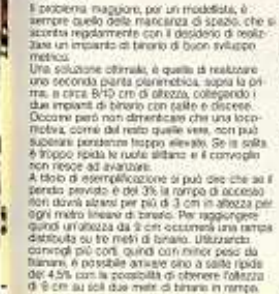 Il problema maggiore, per un modellista, è
sempre quello della mancanza di spazio, che si
scontra regolarmente con il desiderio di realiz-
zare un impianto di binario di buon sviluppo
metrico.
Una soluzione ottimale, è quella di realizzare
una seconda pianta planimetrica, sopra la pri-
ma, a circa 8/10 cm di altezza, collegando i
due impianti di binario con salite e discese.
Occorre però non dimenticare che una loco-
motiva, come del resto quelle vere, non può
superare pendenze troppo elevate. Se la salita
è troppo ripida le ruote slittano e il convoglio
non riesce ad avanzare.
A titolo di esemplificazione si può dire che se il
pendio previsto è del 3% la rampa di accesso
non dovrà alzarsi per più di 3 cm in altezza per
ogni metro lineare di binario. Per raggiungere
quindi un'altezza da 9 cm occorrerà una rampa
distribuita su tre metri di binario. Utilizzando
convogli più corti, quindi con minor peso da
trainare, è possibile arrivare sino a salite ripide
del 4,5% con la possibilità di ottenere l'altezza
di 9 cm su soli due metri di binario in rampa.